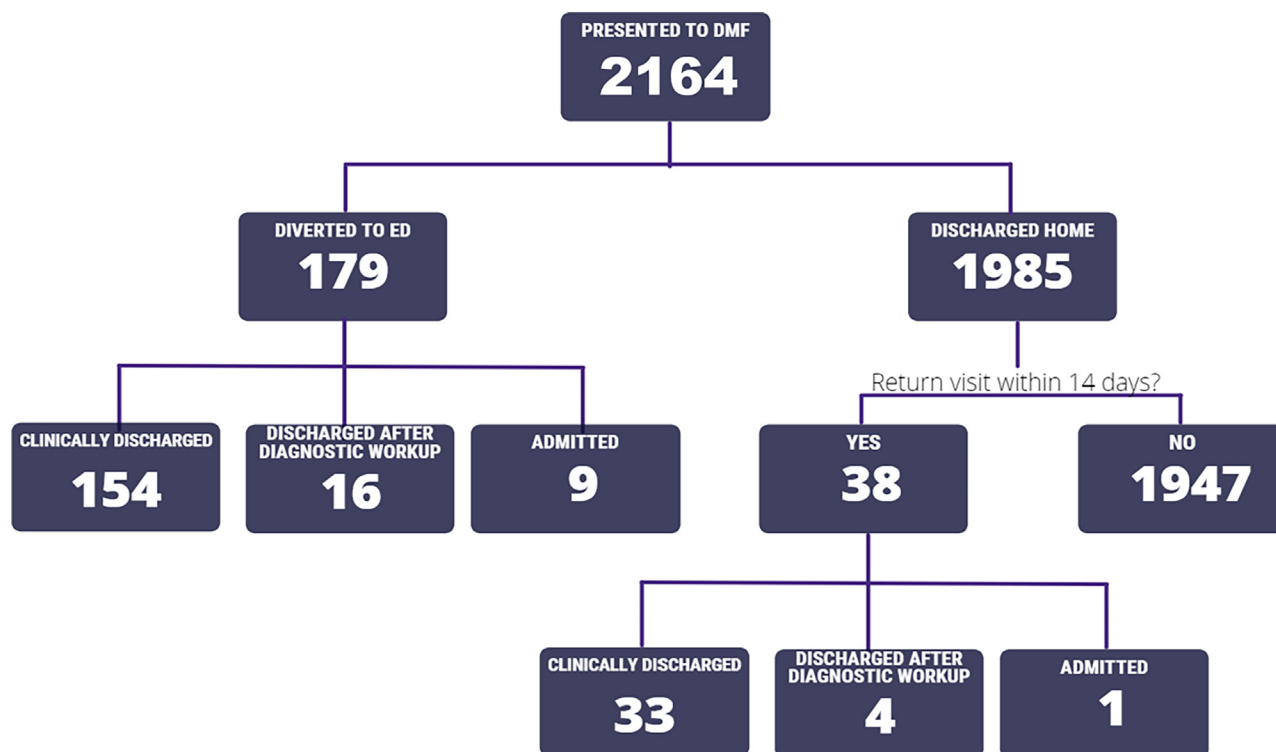 PRESENTED TO DMF
2164
DIVERTED TO ED
179
DISCHARGED HOME
1985
Return visit within 14 days?
CLINICALLY DISCHARGED
154
DISCHARGED AFTER
DIAGNOSTIC WORKUP
16
ADMITTED
9
YES
38
NO
1947
CLINICALLY DISCHARGED
33
DISCHARGED AFTER
DIAGNOSTIC WORKUP
4
ADMITTED
1